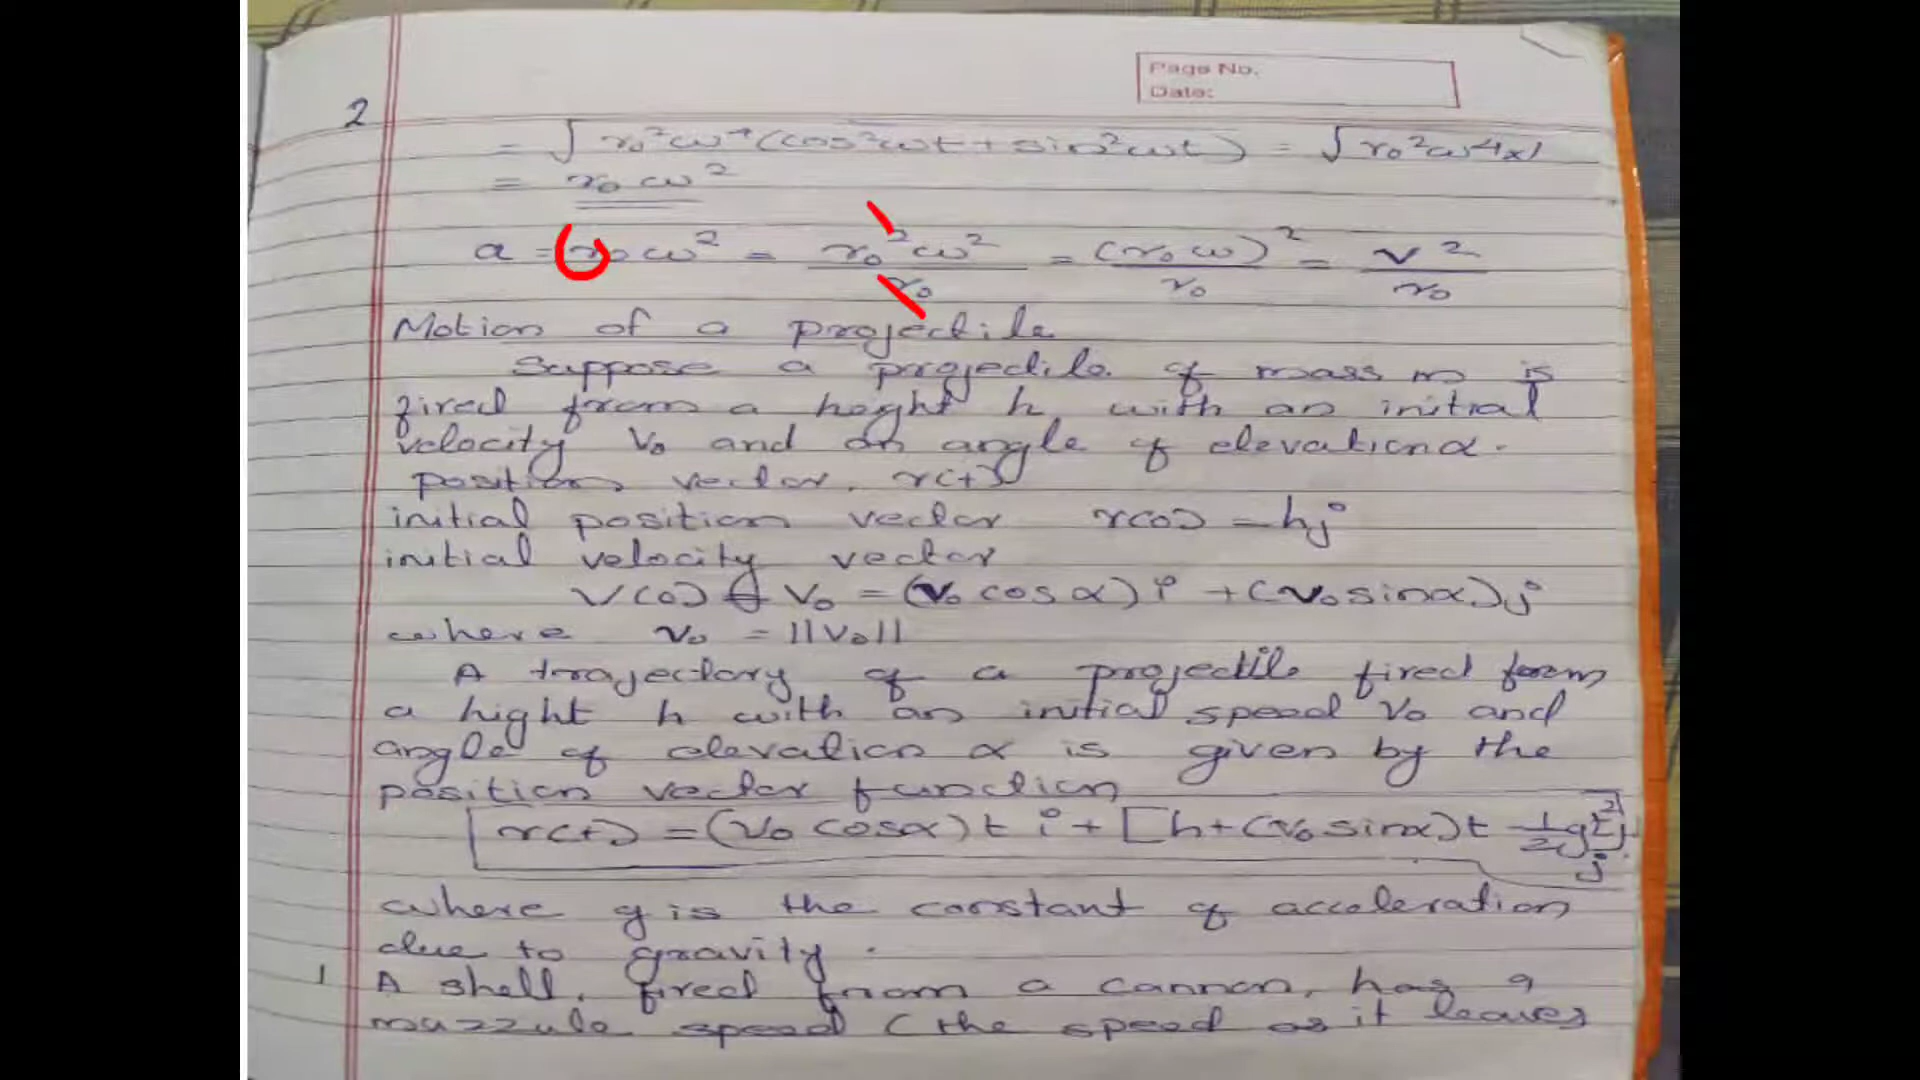 Page No.
Date:
2
= √r₀²ω⁴(cos²ωt + sin²ωt) = √r₀²ω⁴x1
= r₀ω²
a = r₀ω² = r₀²ω²/r₀ = (r₀ω)²/r₀ = v²/r₀
Motion of a projectile
Suppose a projectile of mass m is
fired from a hoght h with an initial
velocity V₀ and an angle of elevation α.
position vector, r(t)
initial position vector r(0) = hj
initial velocity vector
V(0) = V₀ = (v₀ cos α) i + (v₀ sin α) j
where v₀ = ||V₀||
A trajectory of a projectile fired form
a hight h with an initial speed v₀ and
angle of elevation α is given by the
position vector function
r(t) = (v₀ cos α) t i + [h + (v₀ sin α) t - 1/2 gt²] j
where g is the constant of acceleration
due to gravity.
1 A shell, fired from a cannon, has a
muzzule speed (the speed as it leaves